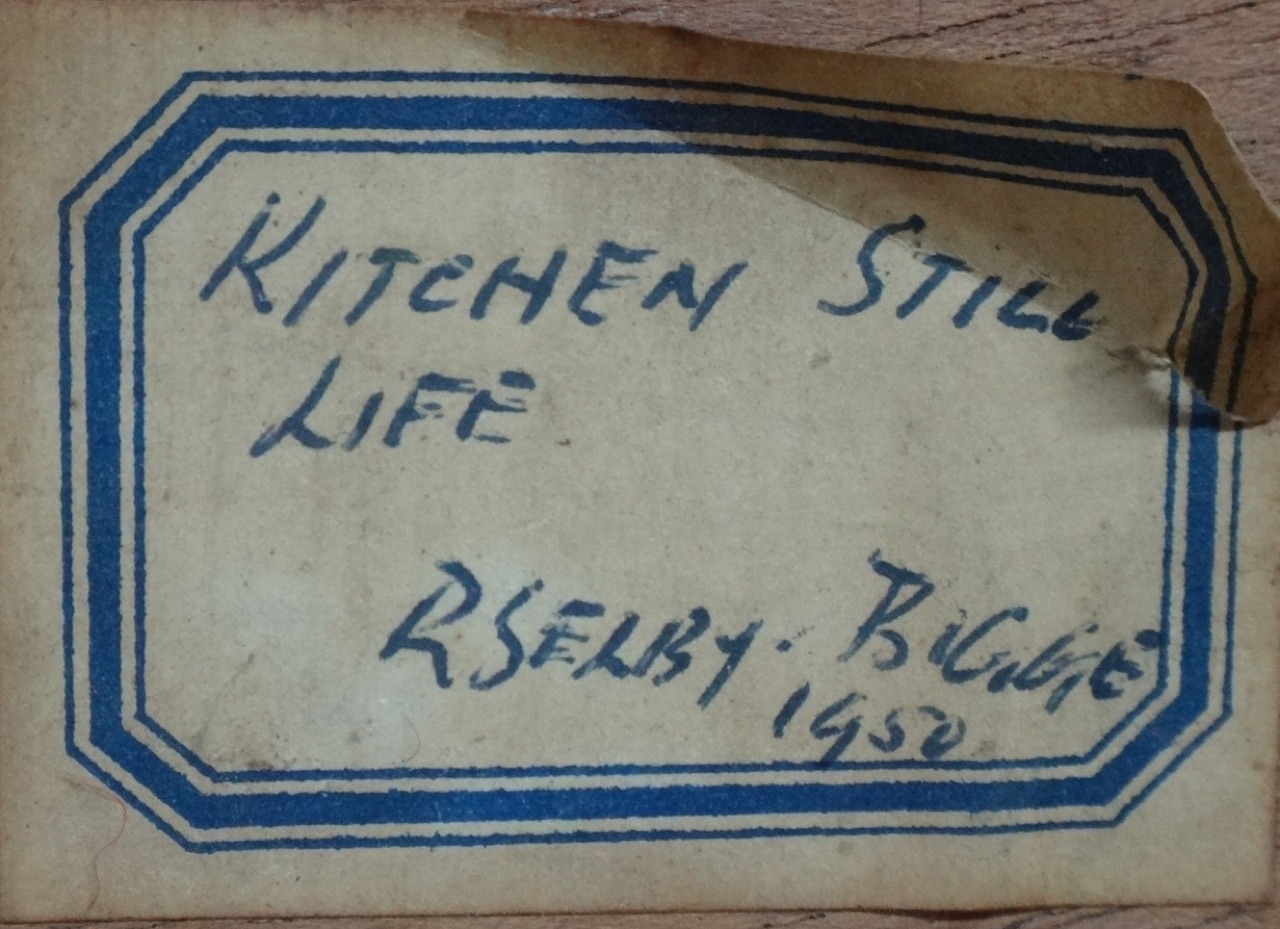 KITCHEN STILL
LIFE
R SELBY. BIGGE
1950